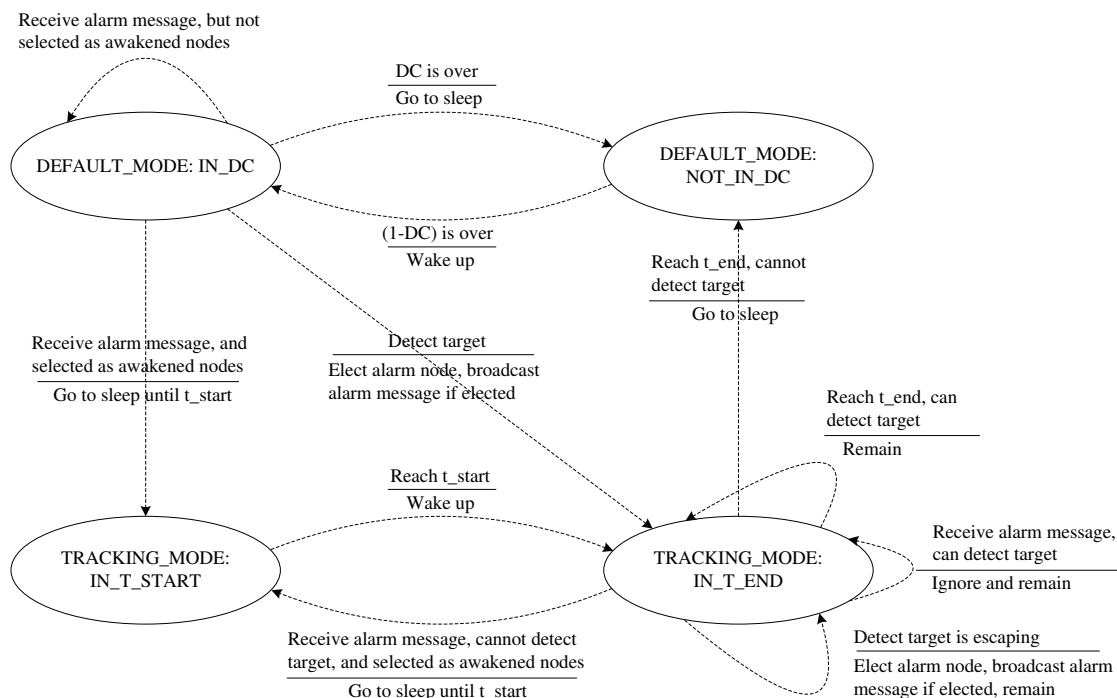 Receive alarm message, but not
selected as awakened nodes
DC is over
Go to sleep
DEFAULT_MODE: IN_DC
DEFAULT_MODE:
NOT_IN_DC
(1-DC) is over
Wake up
Reach t_end, cannot
detect target
Go to sleep
Receive alarm message, and
selected as awakened nodes
Go to sleep until t_start
Detect target
Elect alarm node, broadcast
alarm message if elected
Reach t_end, can
detect target
Remain
Reach t_start
Wake up
TRACKING_MODE:
IN_T_START
TRACKING_MODE:
IN_T_END
Receive alarm message,
can detect target
Ignore and remain
Receive alarm message, cannot detect
target, and selected as awakened nodes
Go to sleep until t_start
Detect target is escaping
Elect alarm node, broadcast alarm
message if elected, remain